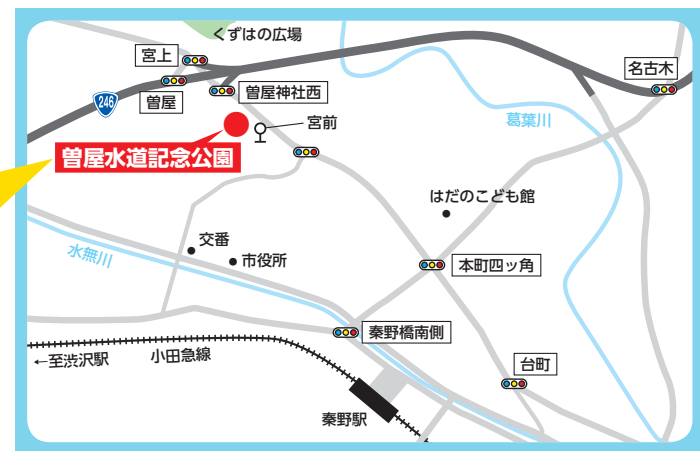 くずはの広場
宮上
名古木
246
曽屋
曽屋神社西
葛葉川
宮前
曽屋水道記念公園
はだのこども館
水無川
交番
市役所
本町四ッ角
秦野橋南側
←至渋沢駅
小田急線
台町
秦野駅